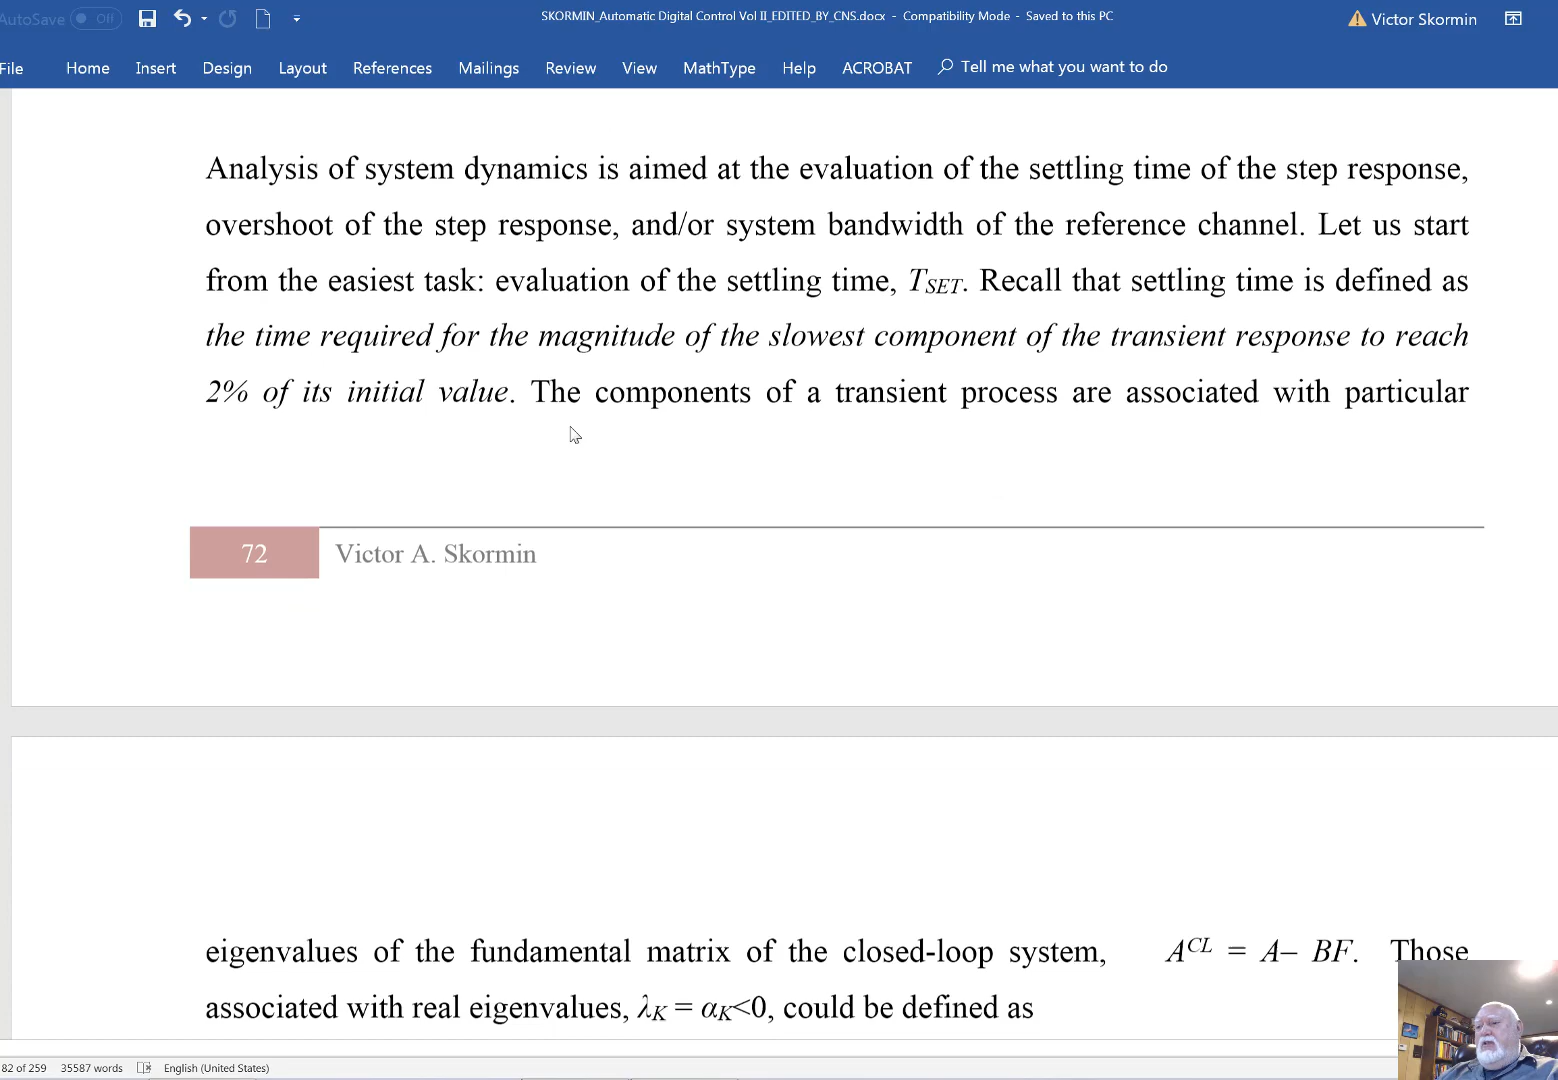 AutoSave Off
SKORMIN_Automatic Digital Control Vol II_EDITED_BY_CNS.docx - Compatibility Mode - Saved to this PC
Victor Skormin
File Home Insert Design Layout References Mailings Review View MathType Help ACROBAT Tell me what you want to do
Analysis of system dynamics is aimed at the evaluation of the settling time of the step response,
overshoot of the step response, and/or system bandwidth of the reference channel. Let us start
from the easiest task: evaluation of the settling time, T_SET. Recall that settling time is defined as
the time required for the magnitude of the slowest component of the transient response to reach
2% of its initial value. The components of a transient process are associated with particular
72 Victor A. Skormin
eigenvalues of the fundamental matrix of the closed-loop system, A^CL = A– BF. Those
associated with real eigenvalues, λ_K = α_K<0, could be defined as
82 of 259 35587 words English (United States)